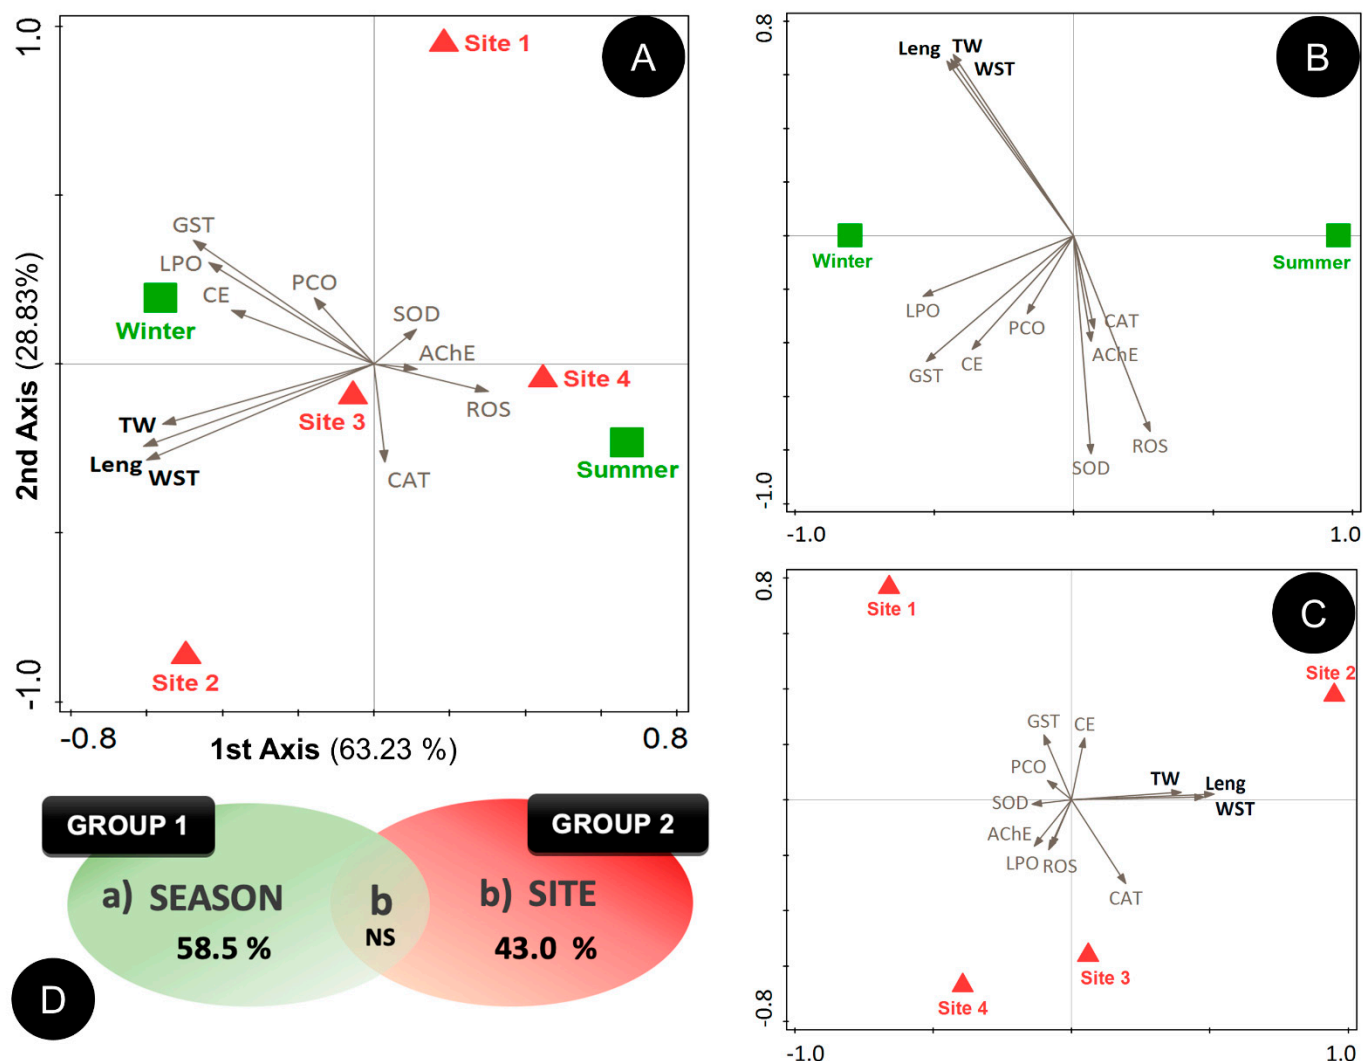 A
1.0
Site 1
GST
LPO
PCO
CE
SOD
Winter
AChE
Site 4
ROS
TW
Site 3
Leng
WST
CAT
Summer
2nd Axis (28.83%)
Site 2
-1.0
-0.8
1st Axis (63.23 %)
0.8
B
0.8
Leng
TW
WST
Winter
Summer
LPO
PCO
CAT
GST
CE
AChE
ROS
SOD
-1.0
-1.0
1.0
C
0.8
Site 1
Site 2
GST
CE
PCO
TW
Leng
SOD
WST
AChE
LPO
ROS
CAT
Site 3
Site 4
-0.8
-1.0
1.0
GROUP 1
GROUP 2
a) SEASON
b
b) SITE
58.5 %
NS
43.0 %
D